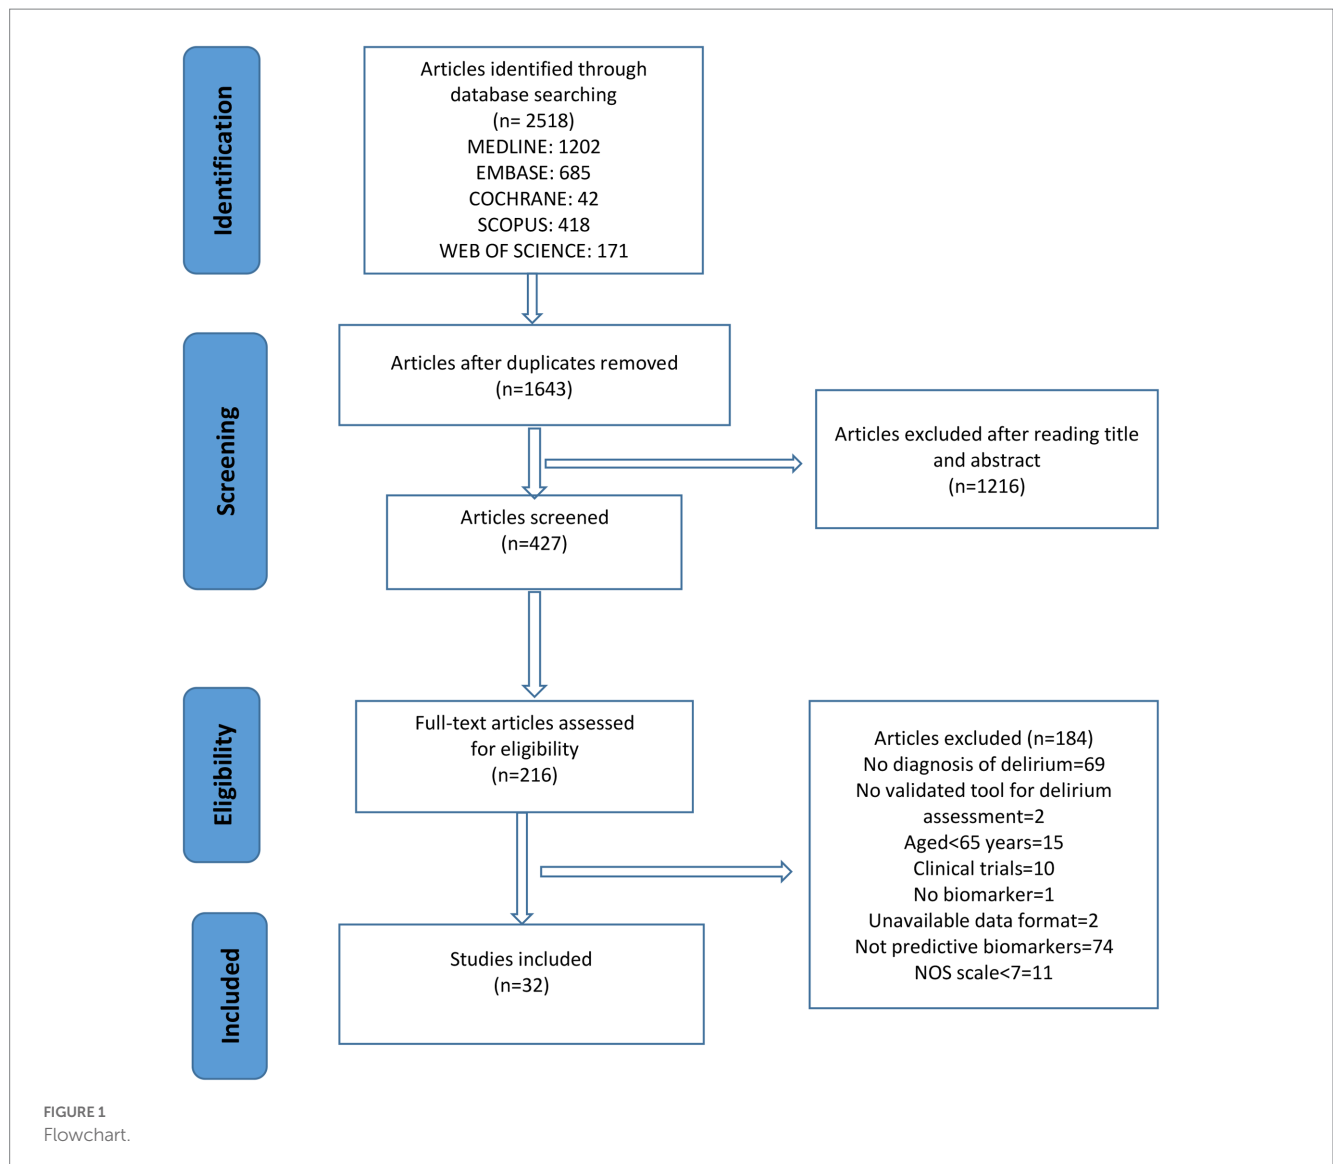 Identification
Articles identified through
database searching
(n= 2518)
MEDLINE: 1202
EMBASE: 685
COCHRANE: 42
SCOPUS: 418
WEB OF SCIENCE: 171
Screening
Articles after duplicates removed
(n=1643)
Articles excluded after reading title
and abstract
(n=1216)
Articles screened
(n=427)
Eligibility
Full-text articles assessed
for eligibility
(n=216)
Articles excluded (n=184)
No diagnosis of delirium=69
No validated tool for delirium
assessment=2
Aged<65 years=15
Clinical trials=10
No biomarker=1
Unavailable data format=2
Not predictive biomarkers=74
NOS scale<7=11
Included
Studies included
(n=32)
FIGURE 1
Flowchart.